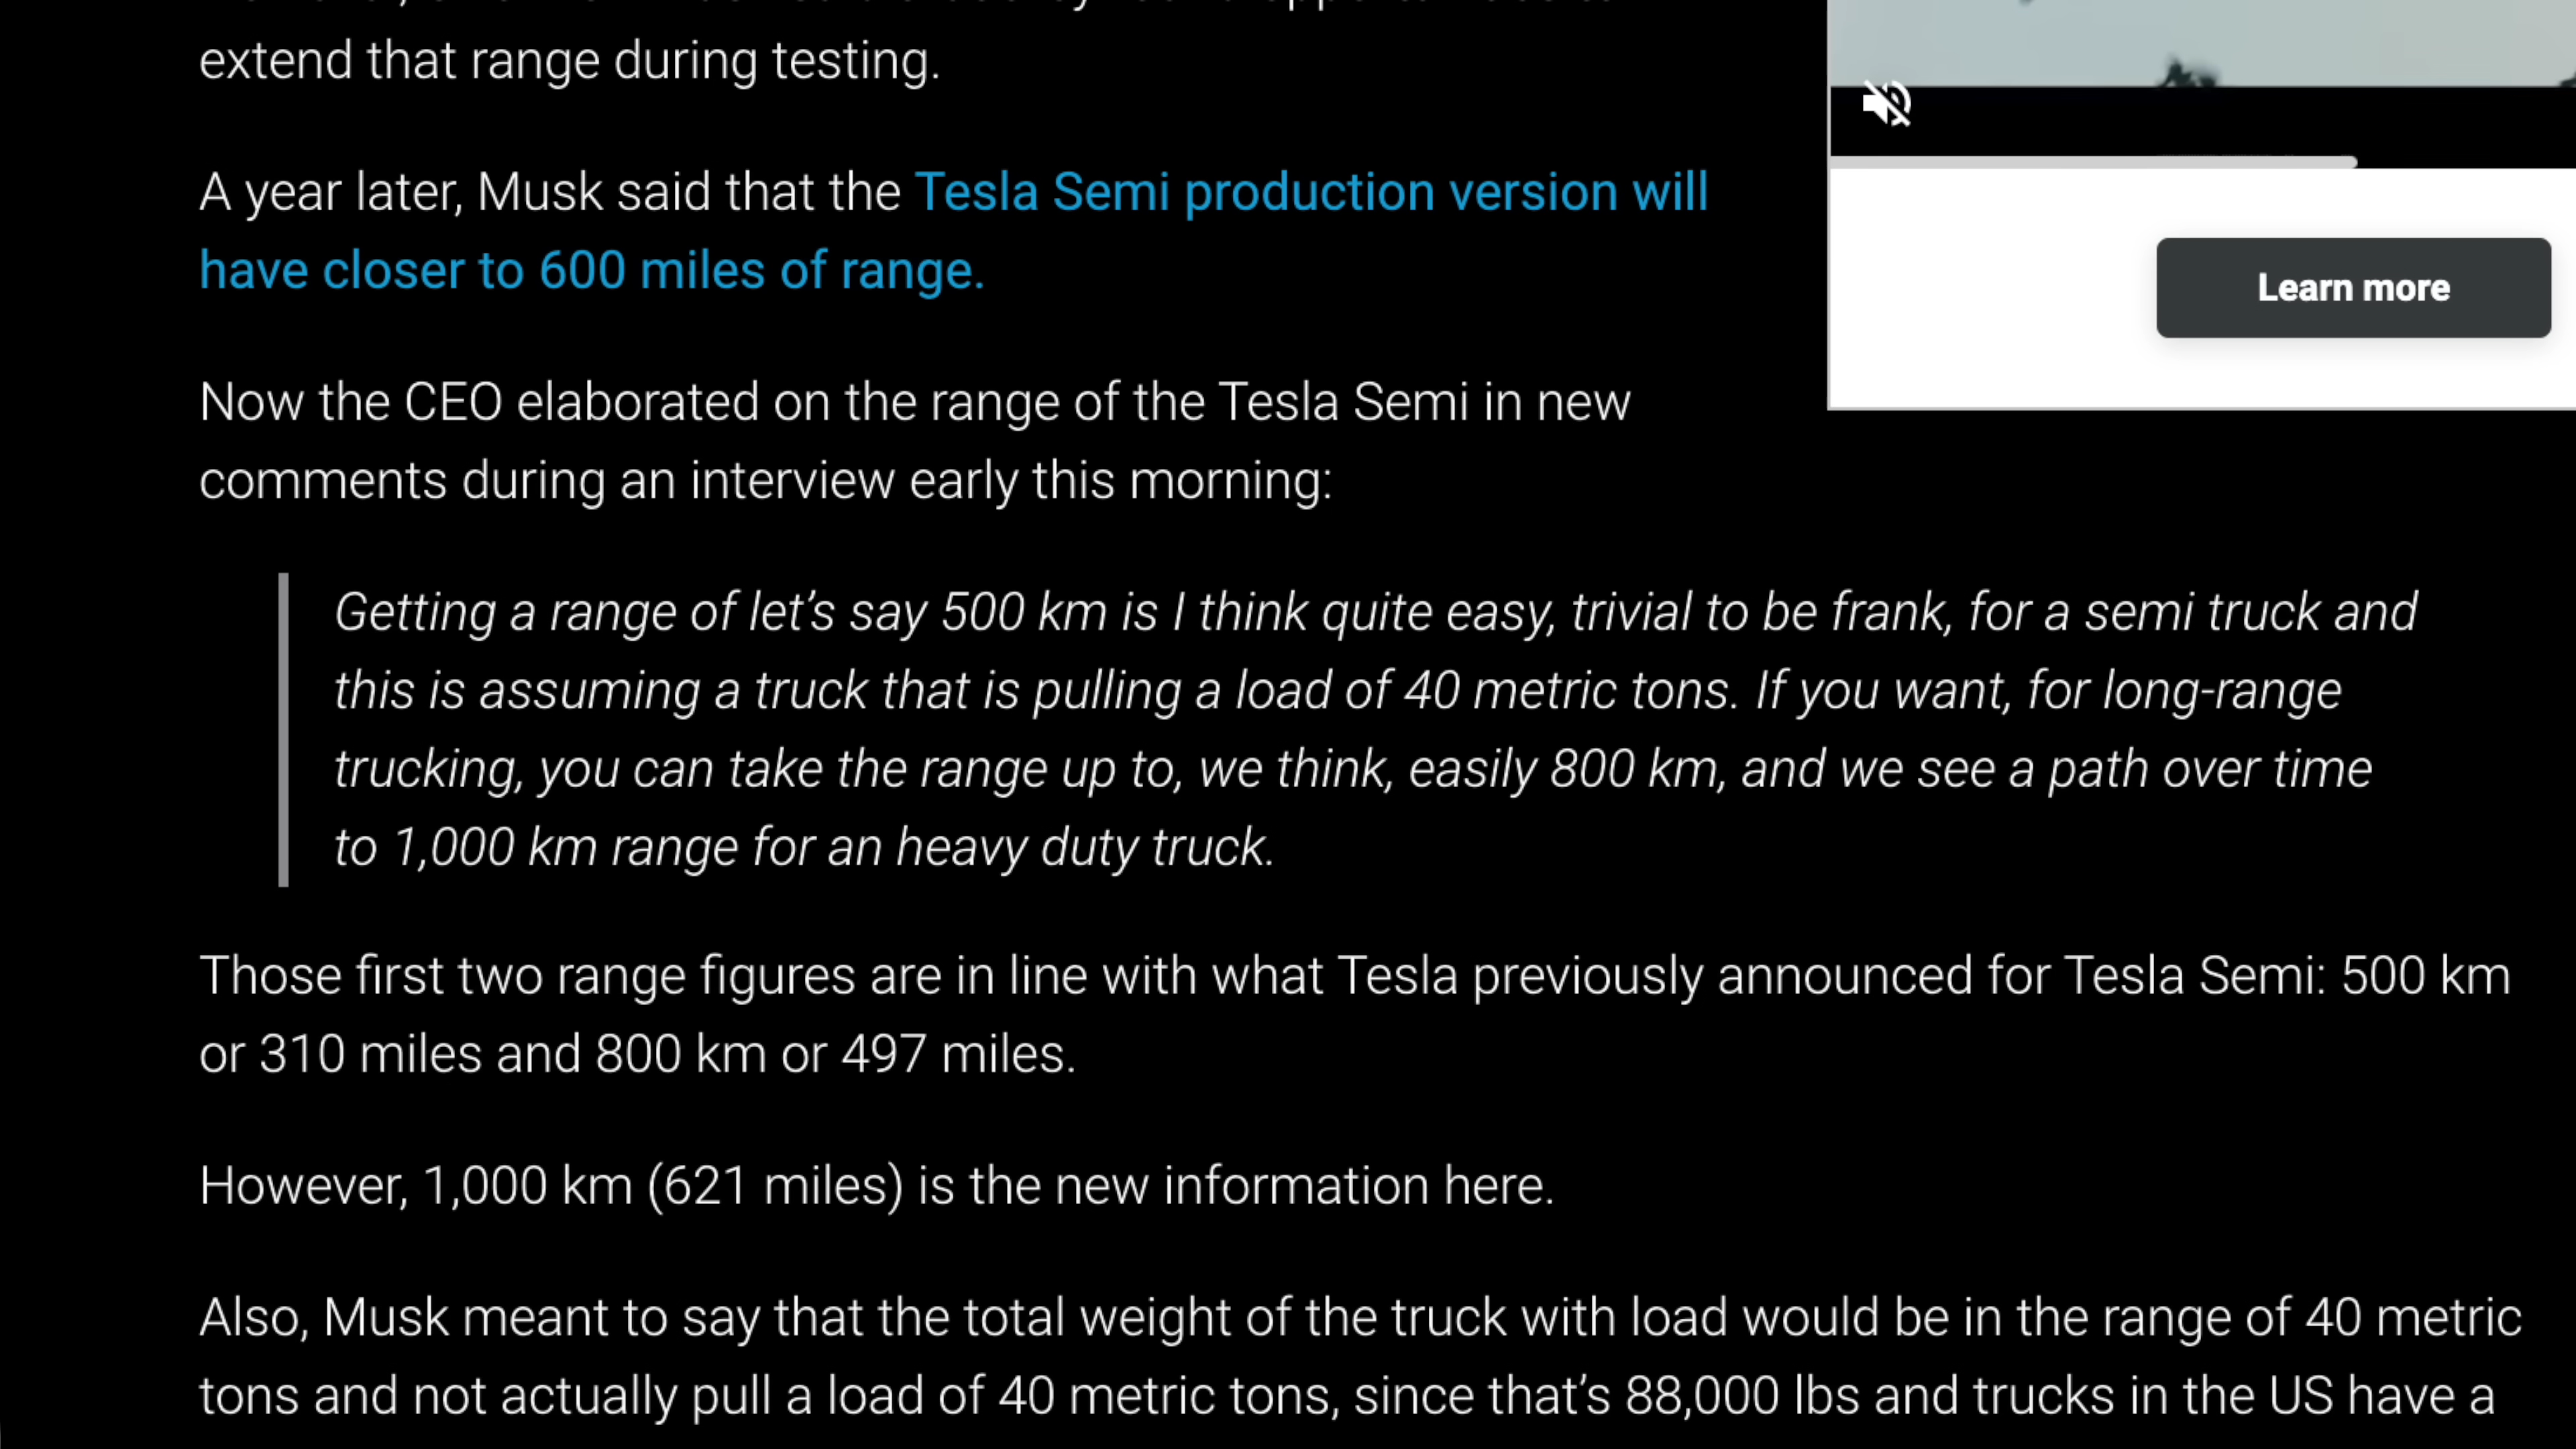 extend that range during testing.
A year later, Musk said that the Tesla Semi production version will
have closer to 600 miles of range.
Learn more
Now the CEO elaborated on the range of the Tesla Semi in new
comments during an interview early this morning:
Getting a range of let’s say 500 km is I think quite easy, trivial to be frank, for a semi truck and
this is assuming a truck that is pulling a load of 40 metric tons. If you want, for long-range
trucking, you can take the range up to, we think, easily 800 km, and we see a path over time
to 1,000 km range for an heavy duty truck.
Those first two range figures are in line with what Tesla previously announced for Tesla Semi: 500 km
or 310 miles and 800 km or 497 miles.
However, 1,000 km (621 miles) is the new information here.
Also, Musk meant to say that the total weight of the truck with load would be in the range of 40 metric
tons and not actually pull a load of 40 metric tons, since that’s 88,000 lbs and trucks in the US have a